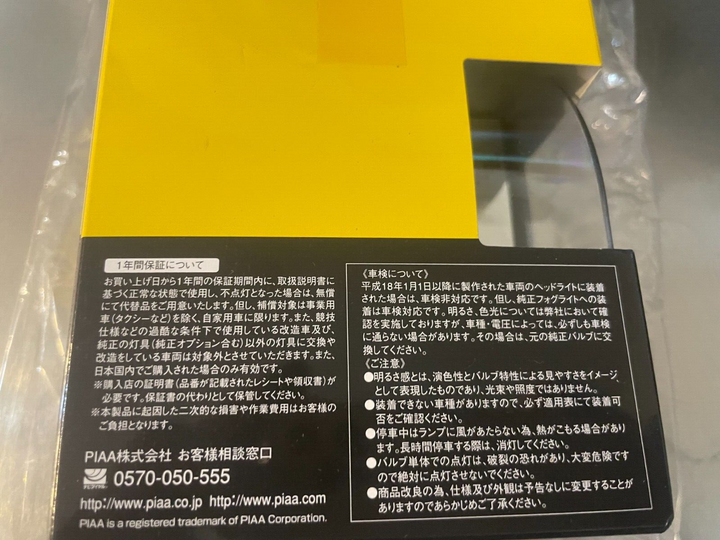 1年間保証について
お買い上げ日から1年間の保証期間内に、取扱説明書に
基づく正常な状態で使用し、不点灯となった場合は、無償
にて代替品をご用意いたします。但し、補償対象は事業用
車(タクシーなど)を除く、自家用車に限ります。また、競技
仕様などの過酷な条件下で使用している改造車及び、
純正の灯具(純正オプション含む)以外の灯具に交換や
改造をしている車両は対象外とさせていただきます。また、
日本国内でご購入された場合のみ有効です。
※購入店の証明書(品番が記載されたレシートや領収書)が
必要です。保証書の代わりとして保管してください。
※本製品に起因した二次的な損害や作業費用はお客様の
ご負担となります。
PIAA株式会社 お客様相談窓口
ナビダイヤル 0570-050-555
http://www.piaa.co.jp http://www.piaa.com
PIAA is a registered trademark of PIAA Corporation.
《車検について》
平成18年1月1日以降に製作された車両のヘッドライトに装着
された場合は、車検非対応です。但し、純正フォグライトへの装
着は車検対応です。明るさ、色光については弊社において確
認を実施しておりますが、車種・電圧によっては、必ずしも車検
に通らない場合があります。その場合は、元の純正バルブに交
換してください。
《ご注意》
●明るさ感とは、演色性とバルブ特性による見やすさをイメージ
として表現したものであり、光束や照度ではありません。
●装着できない車種がありますので、必ず適用表にて装着可
否をご確認ください。
●停車中はランプに風があたらない為、熱がこもる場合があり
ます。長時間停車する際は、消灯してください。
●バルブ単体での点灯は、破裂の恐れがあり、大変危険です
ので絶対に点灯させないでください。
●商品改良の為、仕様及び外観は予告なしに変更することが
ありますのであらかじめご了承ください。